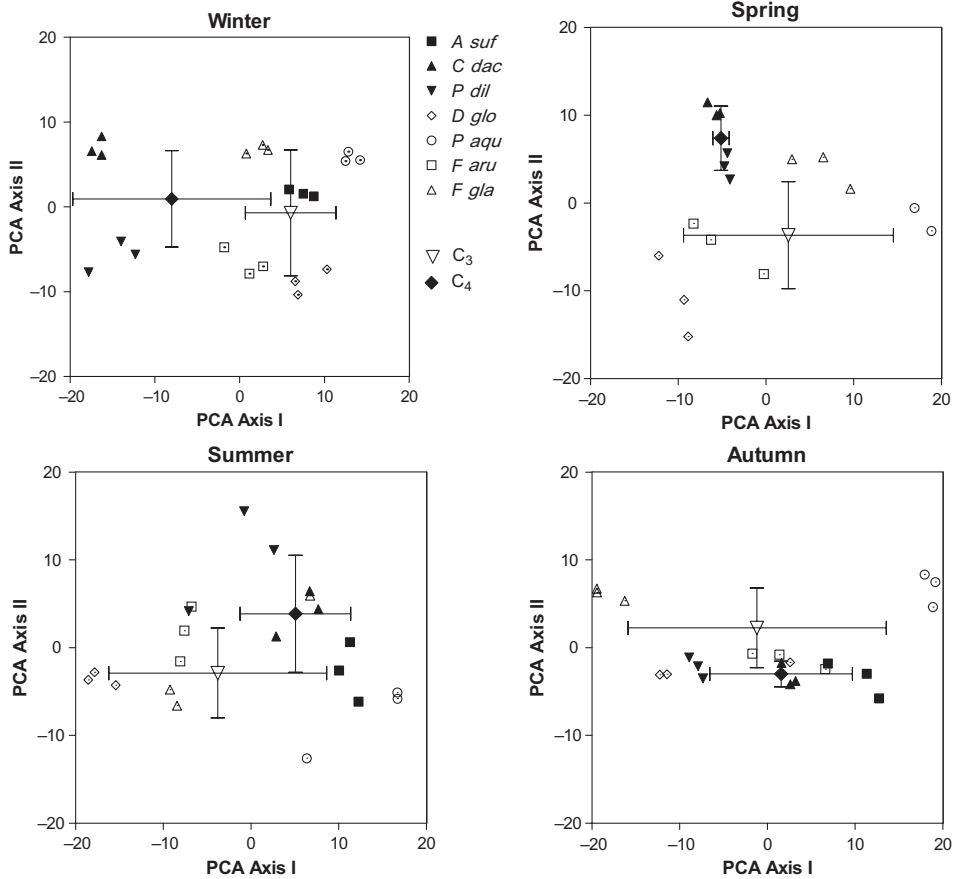 Winter
20
10
0
–10
–20
–20
–10
0
10
20
PCA Axis II
PCA Axis I
A suf
C dac
P dil
D glo
P aqu
F aru
F gla
C3
C4
Spring
20
10
0
–10
–20
–20
–10
0
10
20
PCA Axis II
PCA Axis I
Summer
20
10
0
–10
–20
–20
–10
0
10
20
PCA Axis II
PCA Axis I
Autumn
20
10
0
–10
–20
–20
–10
0
10
20
PCA Axis II
PCA Axis I